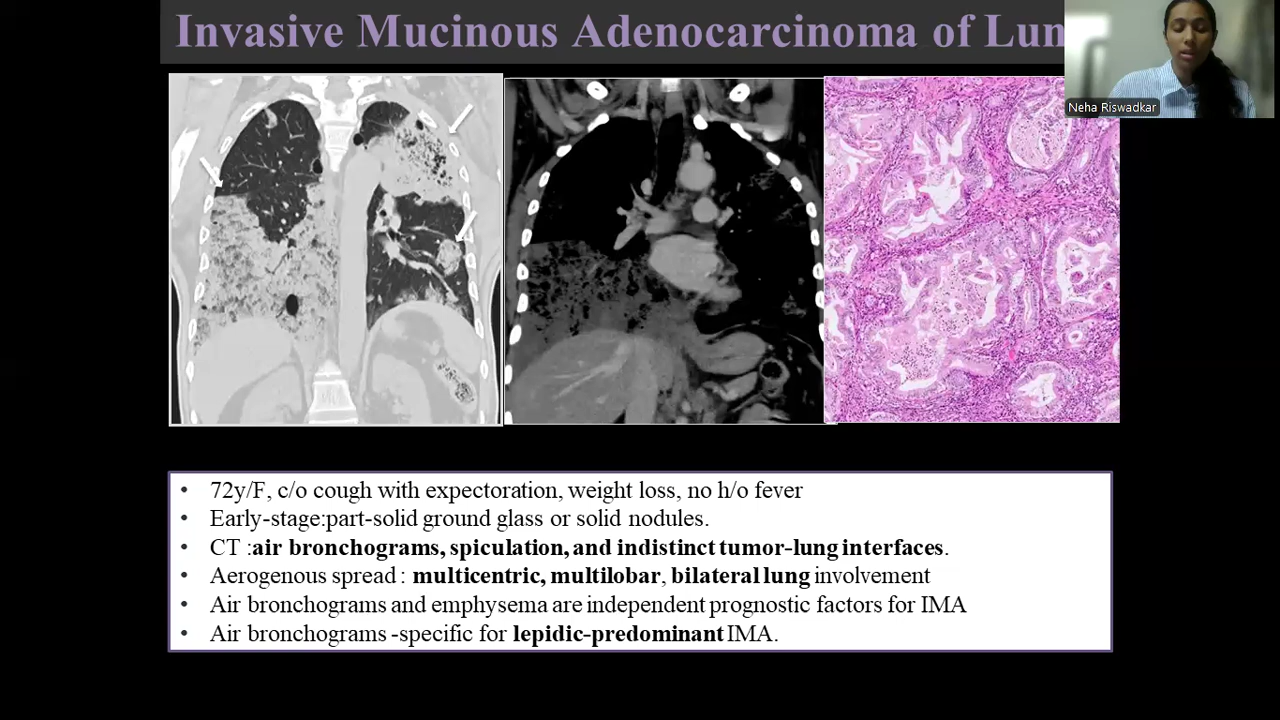 Invasive Mucinous Adenocarcinoma of Lun
Neha Riswadkar
• 72y/F, c/o cough with expectoration, weight loss, no h/o fever
• Early-stage:part-solid ground glass or solid nodules.
• CT :air bronchograms, spiculation, and indistinct tumor-lung interfaces.
• Aerogenous spread : multicentric, multilobar, bilateral lung involvement
• Air bronchograms and emphysema are independent prognostic factors for IMA
• Air bronchograms -specific for lepidic-predominant IMA.